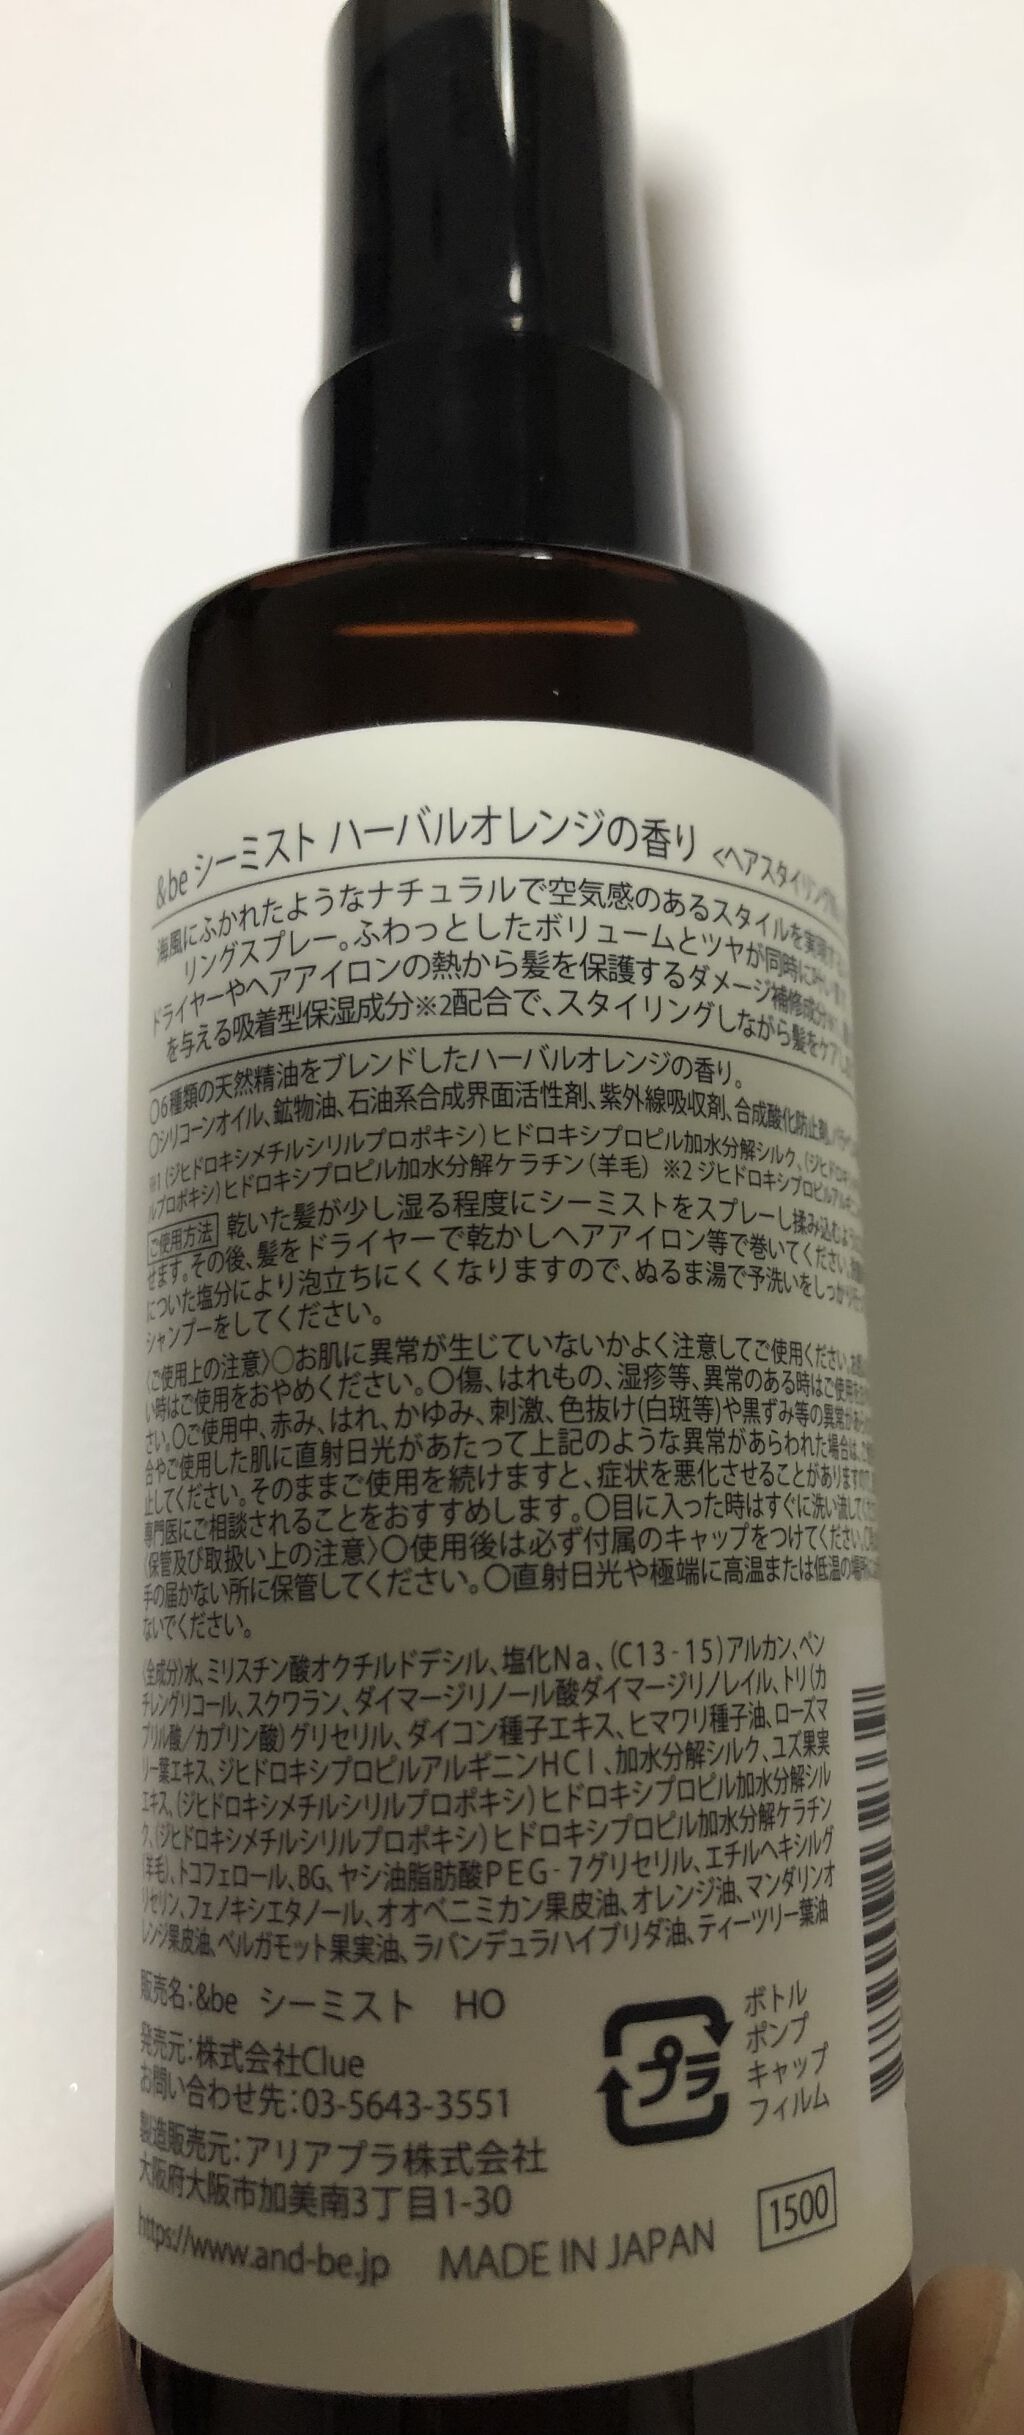 &be シーミスト ハーバルオレンジの香り <ヘアスタイリング
海風にふかれたようなナチュラルで空気感のあるスタイルを実現する
リングスプレー。ふわっとしたボリュームとツヤが同時に
ドライヤーやヘアアイロンの熱から髪を保護するダメージ補修成分
を与える吸着型保湿成分※2配合で、スタイリングしながら髪をケア
○6種類の天然精油をブレンドしたハーバルオレンジの香り。
○シリコーンオイル、鉱物油、石油系合成界面活性剤、紫外線吸収剤、合成酸化防止剤、
※1(ジヒドロキシメチルシリルプロポキシ)ヒドロキシプロピル加水分解シルク、(ジヒドロ
ルプロポキシ)ヒドロキシプロピル加水分解ケラチン(羊毛) ※2 ジヒドロキシプロピルアルギニ
ご使用方法 乾いた髪が少し湿る程度にシーミストをスプレーし揉み込む
せます。その後、髪をドライヤーで乾かしヘアアイロン等で巻いてください。
についた塩分により泡立ちにくくなりますので、ぬるま湯で予洗いをしっかり
シャンプーをしてください。
〈ご使用上の注意〉○お肌に異常が生じていないかよく注意してご使用ください。
い時はご使用をおやめください。○傷、はれもの、湿疹等、異常のある時はご使用
さい。○ご使用中、赤み、はれ、かゆみ、刺激、色抜け(白斑等)や黒ずみ等の異常が
合やご使用した肌に直射日光があたって上記のような異常があらわれた場合は、
止してください。そのままご使用を続けますと、症状を悪化させることがあります
専門医にご相談されることをおすすめします。○目に入った時はすぐに洗い流して
〈保管及び取扱い上の注意〉○使用後は必ず付属のキャップをつけてください。
手の届かない所に保管してください。○直射日光や極端に高温または低温の場所
ないでください。
〈全成分〉水、ミリスチン酸オクチルドデシル、塩化Na、(C13-15)アルカン、ペン
チレングリコール、スクワラン、ダイマージリノール酸ダイマージリノレイル、トリ(カ
プリル酸/カプリン酸)グリセリル、ダイコン種子エキス、ヒマワリ種子油、ローズマ
リー葉エキス、ジヒドロキシプロピルアルギニンHCl、加水分解シルク、ユズ果実
エキス、(ジヒドロキシメチルシリルプロポキシ)ヒドロキシプロピル加水分解シル
ク、(ジヒドロキシメチルシリルプロポキシ)ヒドロキシプロピル加水分解ケラチン
(羊毛)、トコフェロール、BG、ヤシ油脂肪酸PEG-7グリセリル、エチルヘキシルグ
リセリン、フェノキシエタノール、オオベニミカン果皮油、オレンジ油、マンダリンオ
レンジ果皮油、ベルガモット果実油、ラバンデュラハイブリダ油、ティーツリー葉油
販売名:&be シーミスト HO
発売元:株式会社Clue
お問い合わせ先:03-5643-3551
製造販売元:アリアプラ株式会社
大阪府大阪市加美南3丁目1-30
https://www.and-be.jp MADE IN JAPAN
プラ
ボトル
ポンプ
キャップ
フィルム
1500